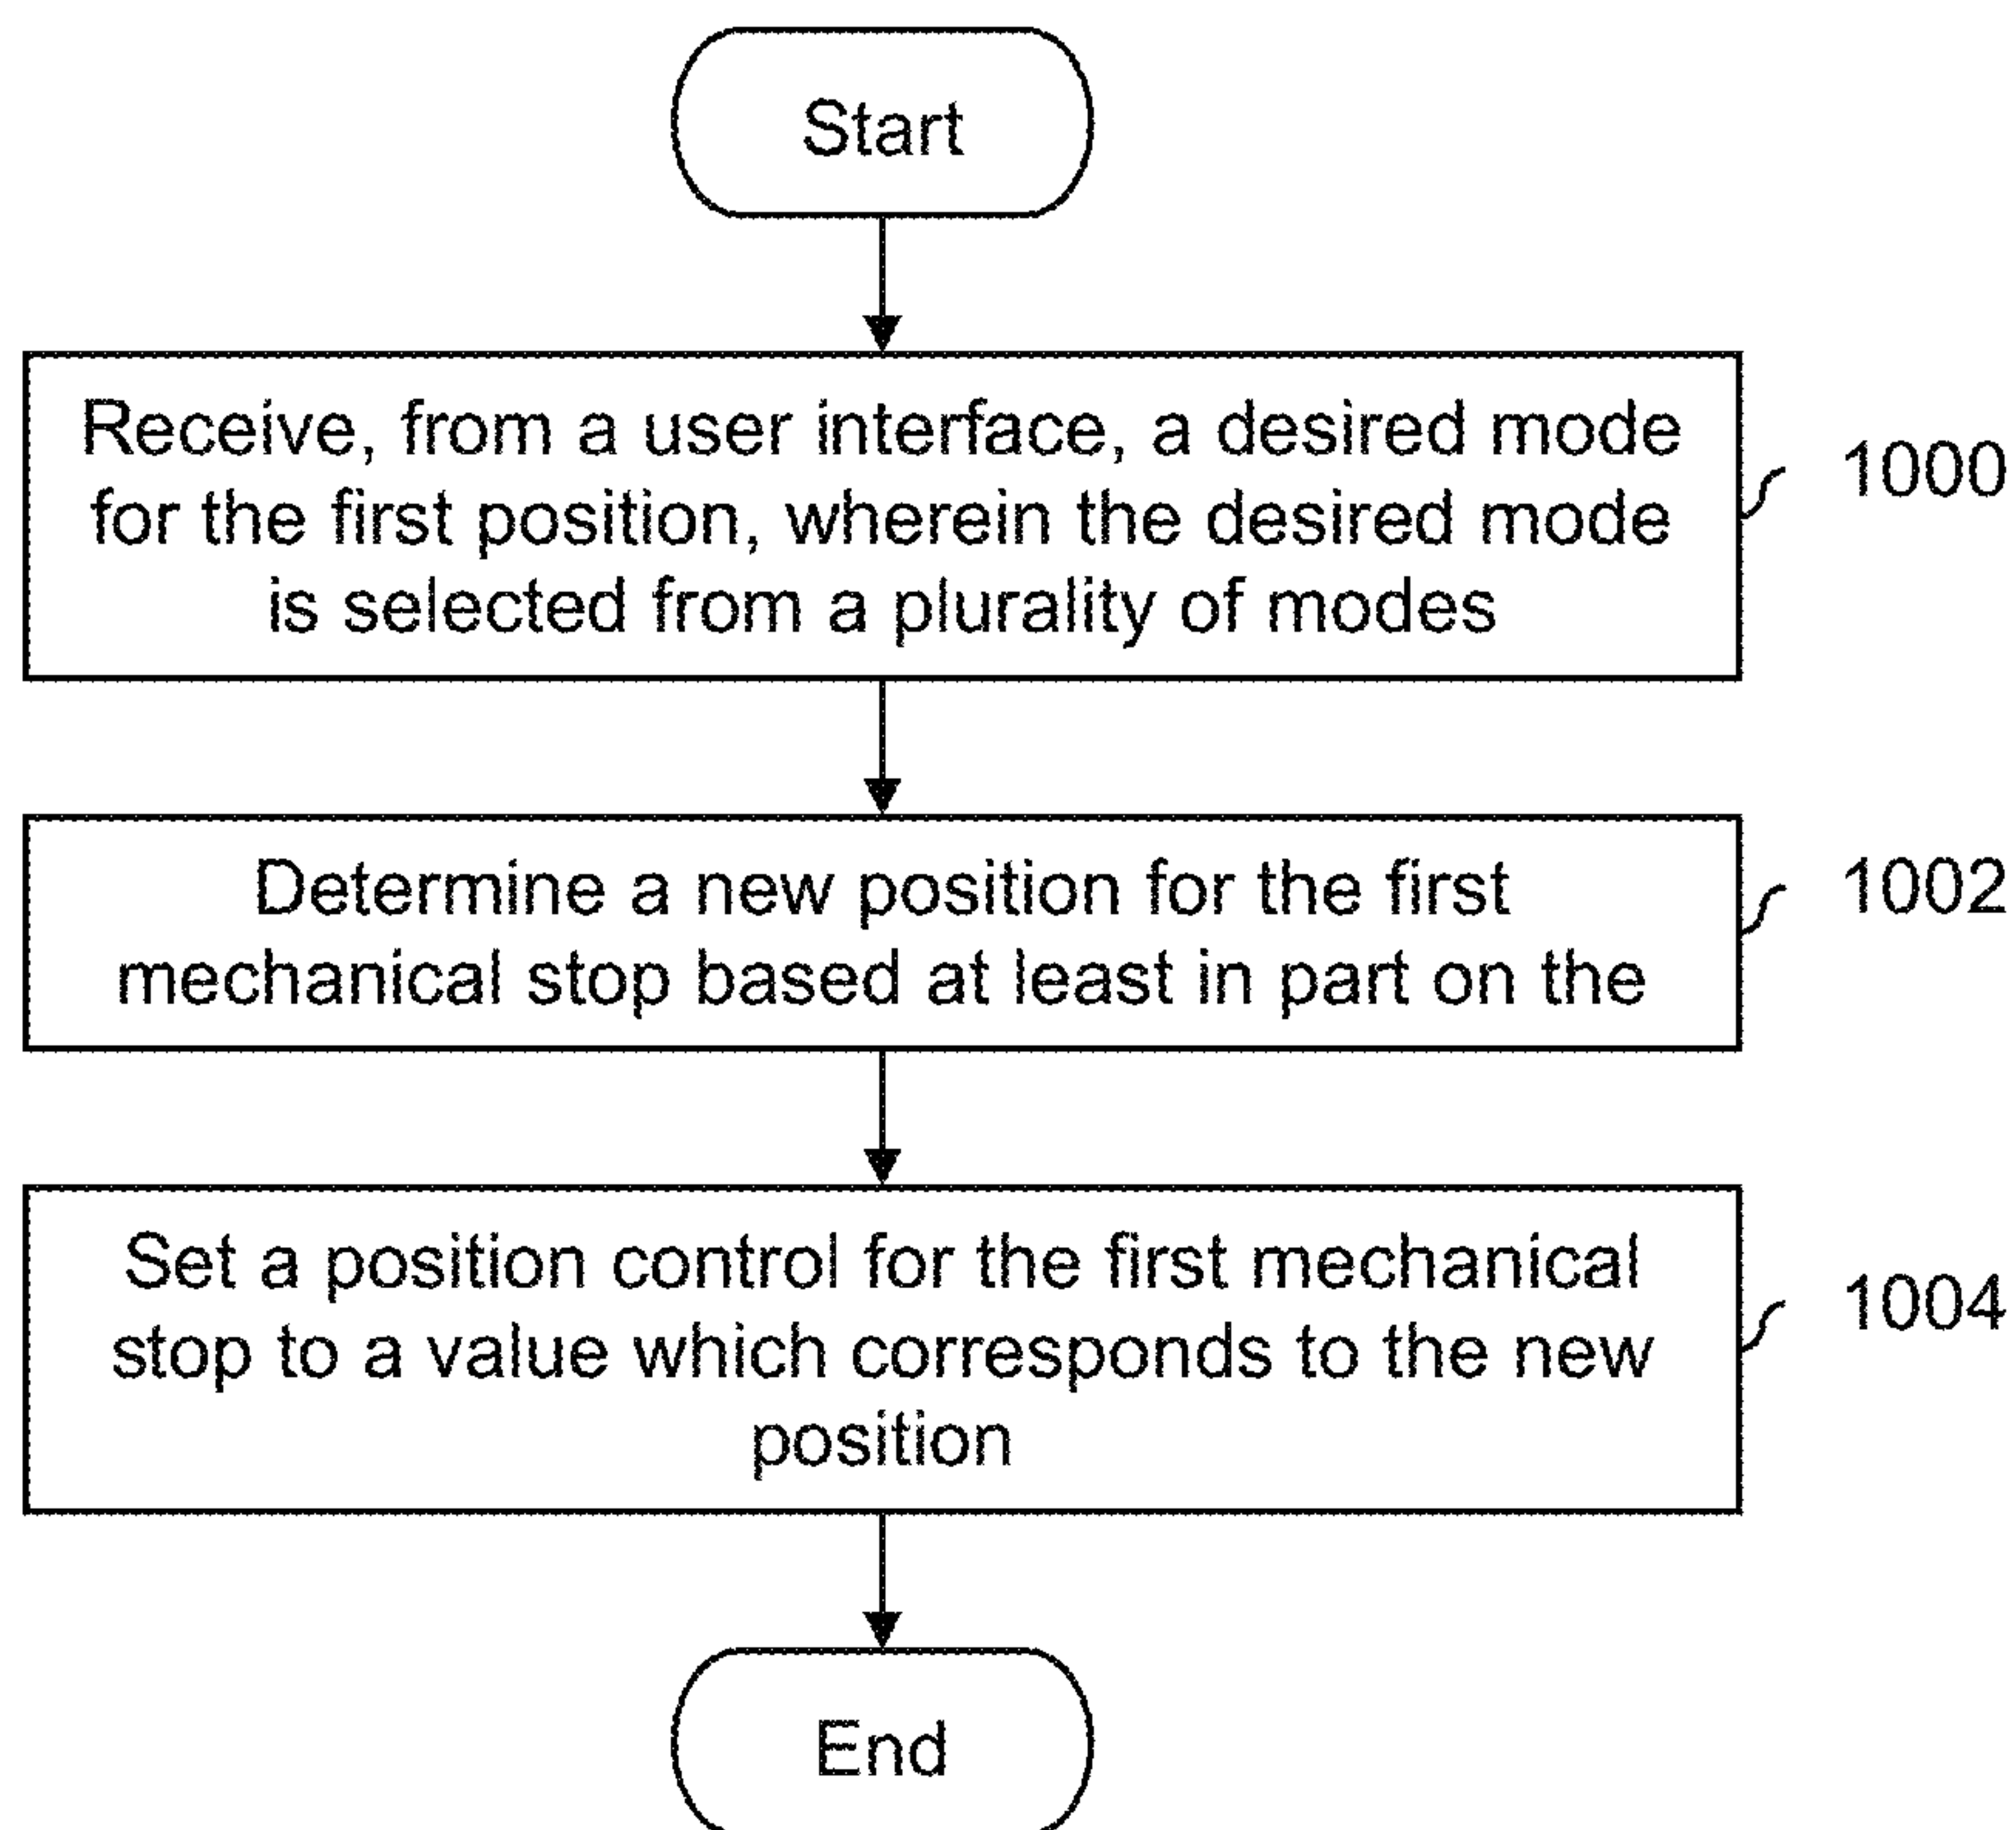 Start
Receive, from a user interface, a desired mode
for the first position, wherein the desired mode
is selected from a plurality of modes
1000
Determine a new position for the first
mechanical stop based at least in part on the
1002
Set a position control for the first mechanical
stop to a value which corresponds to the new
position
1004
End